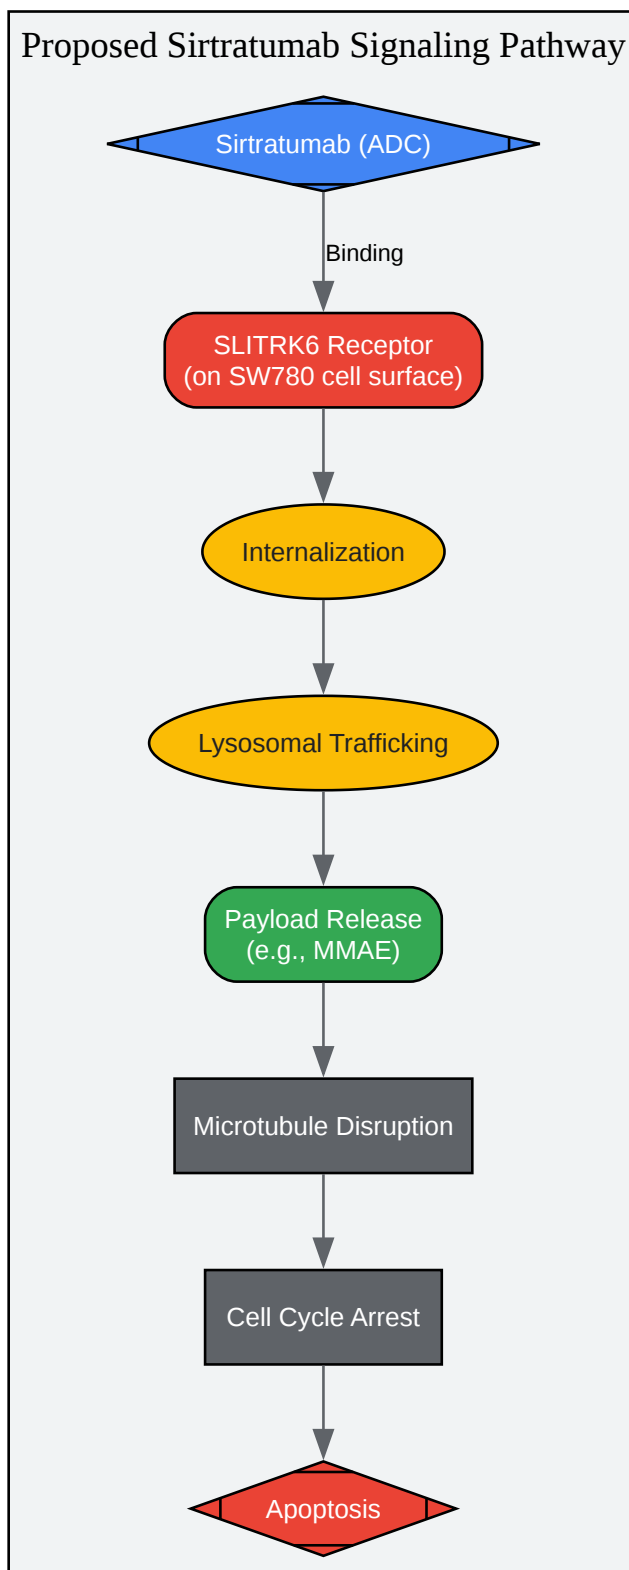 Proposed Sirtratumab Signaling Pathway
Sirtratumab (ADC)
Binding
SLITRK6 Receptor
(on SW780 cell surface)
Internalization
Lysosomal Trafficking
Payload Release
(e.g., MMAE)
Microtubule Disruption
Cell Cycle Arrest
Apoptosis